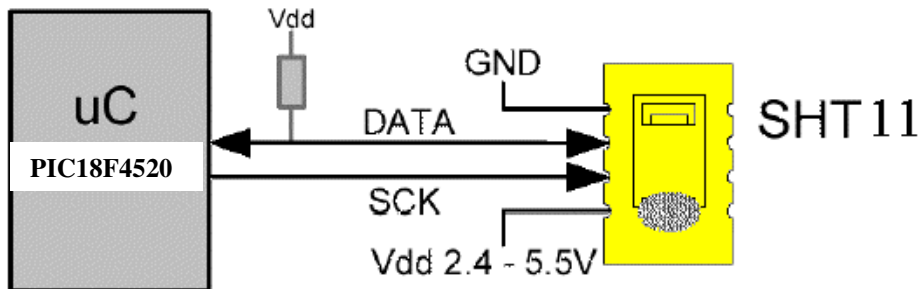 Vdd
GND
uC
DATA
SHT11
PIC18F4520
SCK
Vdd 2.4 - 5.5V